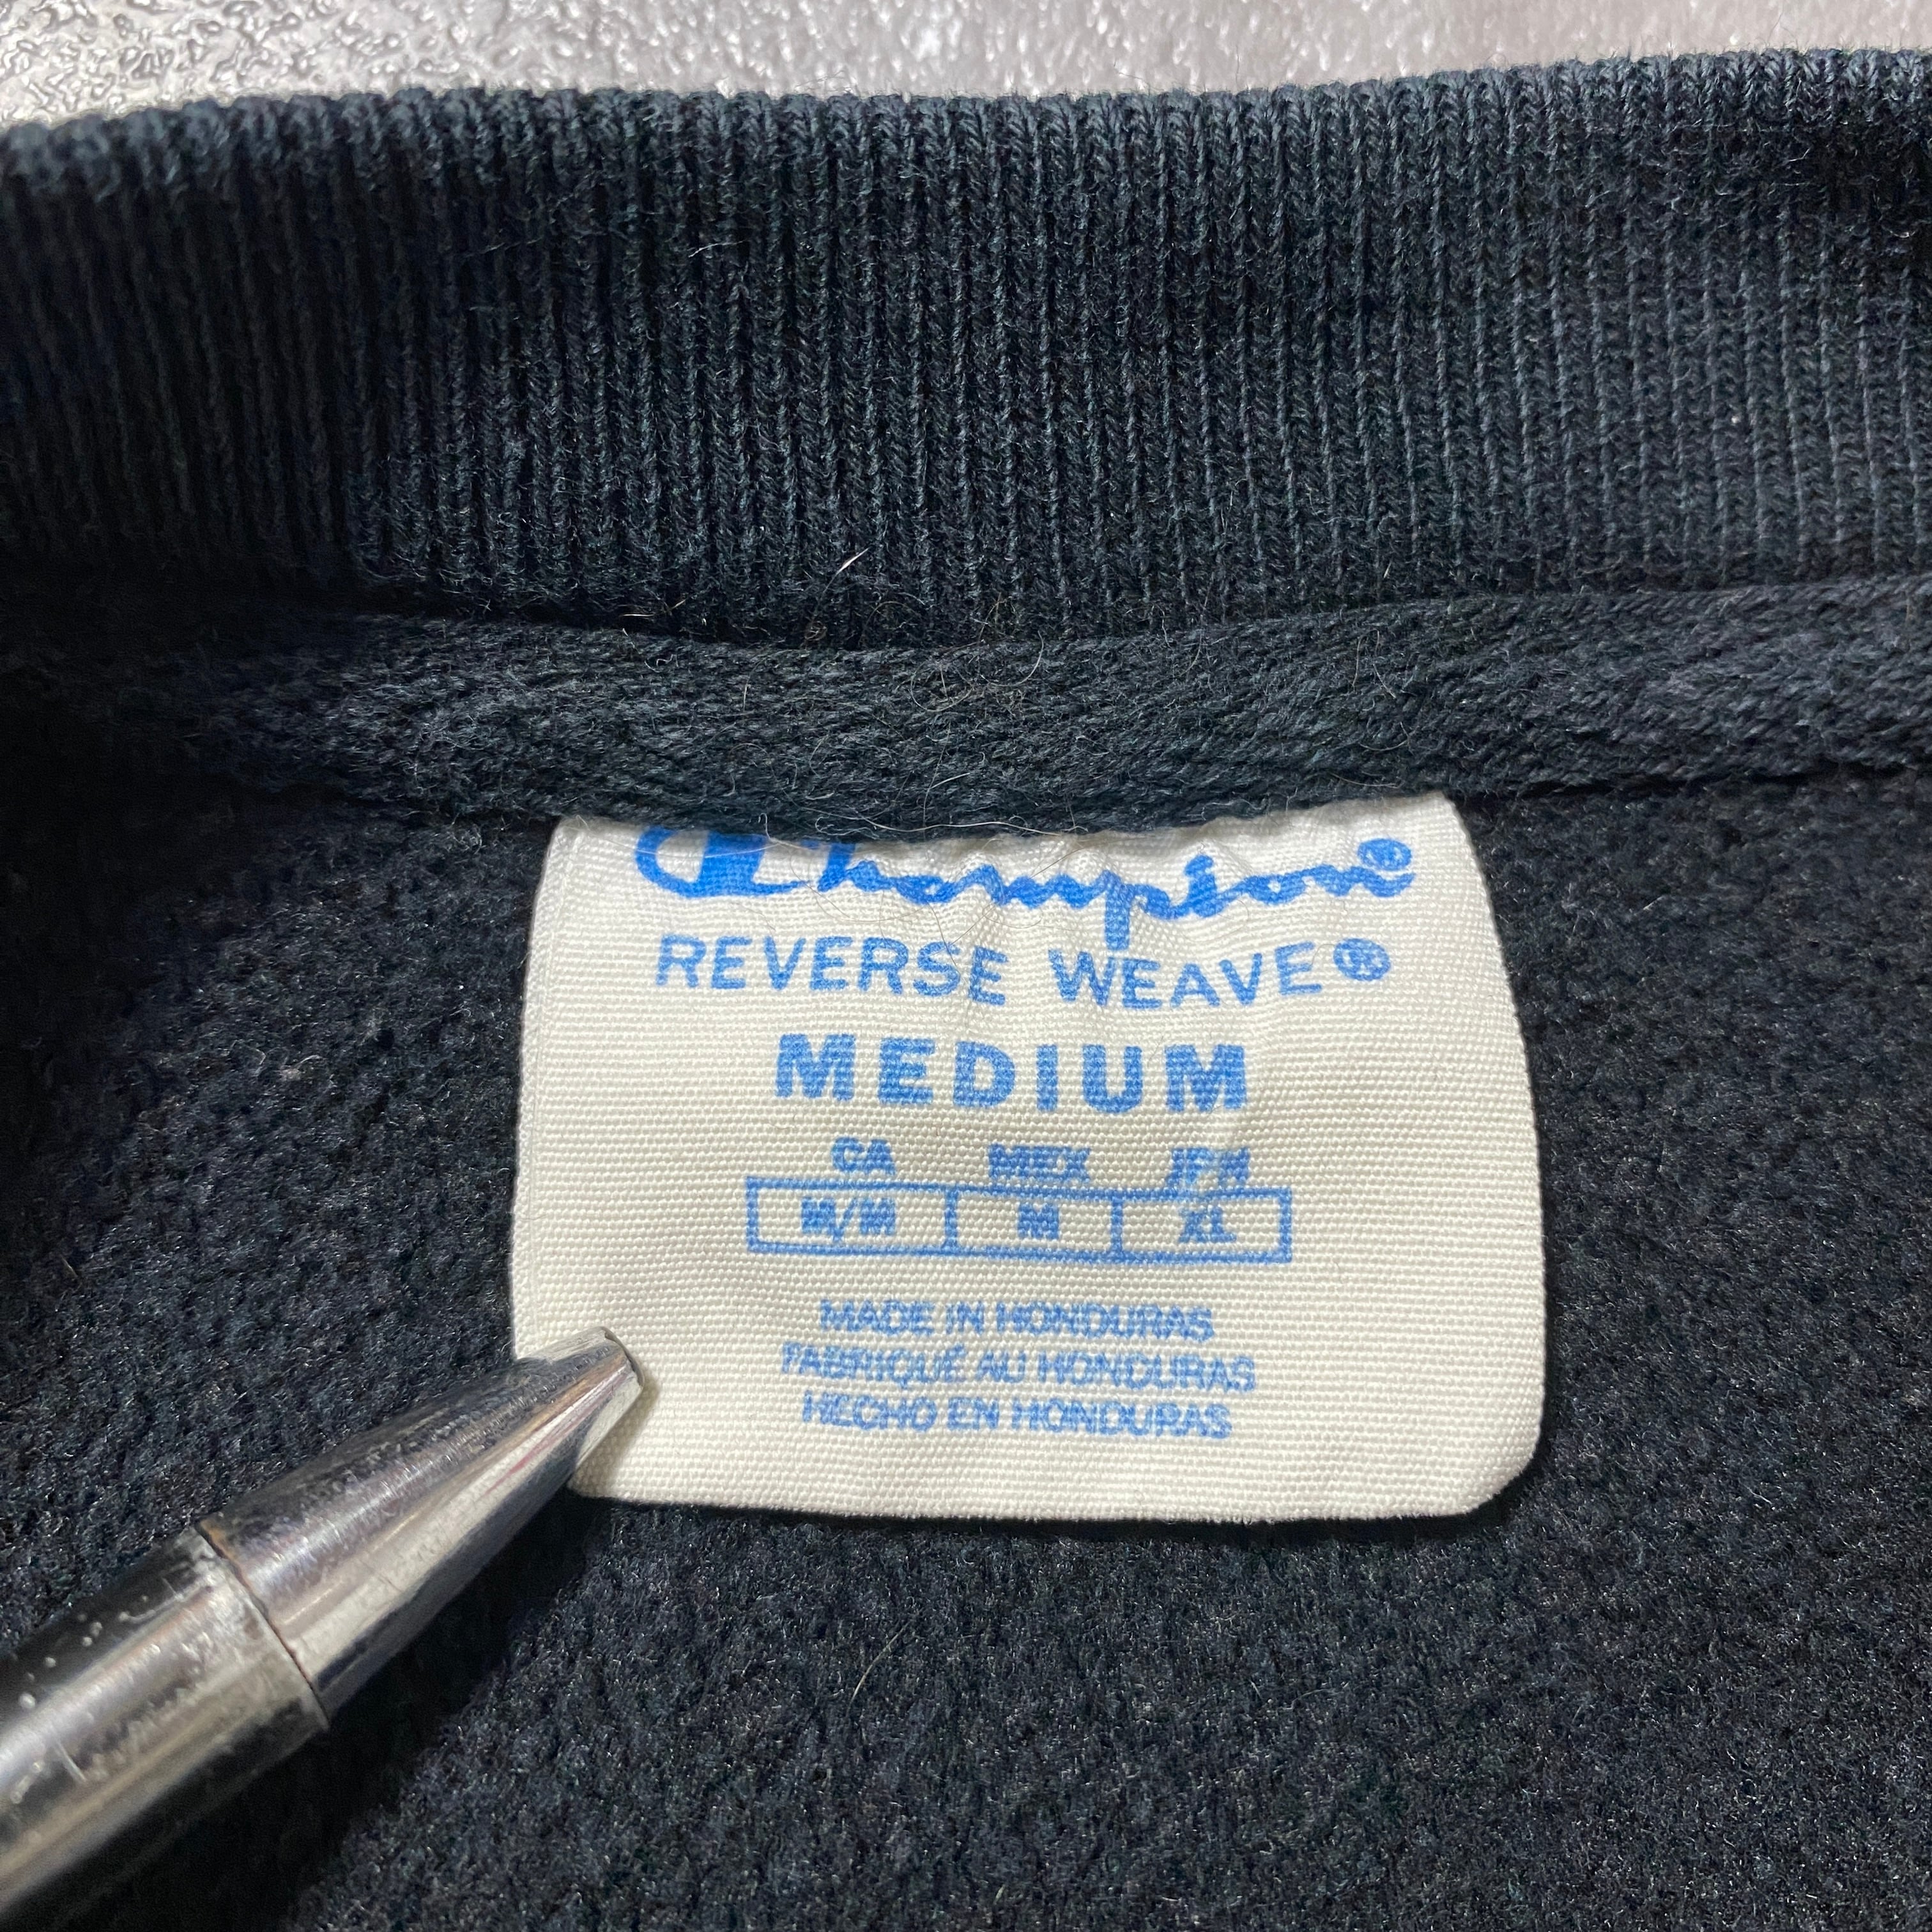 Champion®
REVERSE WEAVE®
MEDIUM
CA MEX JPN
M/M M XL
MADE IN HONDURAS
FABRIQUÉ AU HONDURAS
HECHO EN HONDURAS